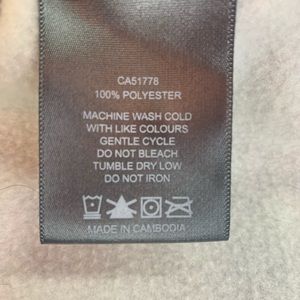 CA51778
100% POLYESTER
MACHINE WASH COLD
WITH LIKE COLOURS
GENTLE CYCLE
DO NOT BLEACH
TUMBLE DRY LOW
DO NOT IRON
MADE IN CAMBODIA